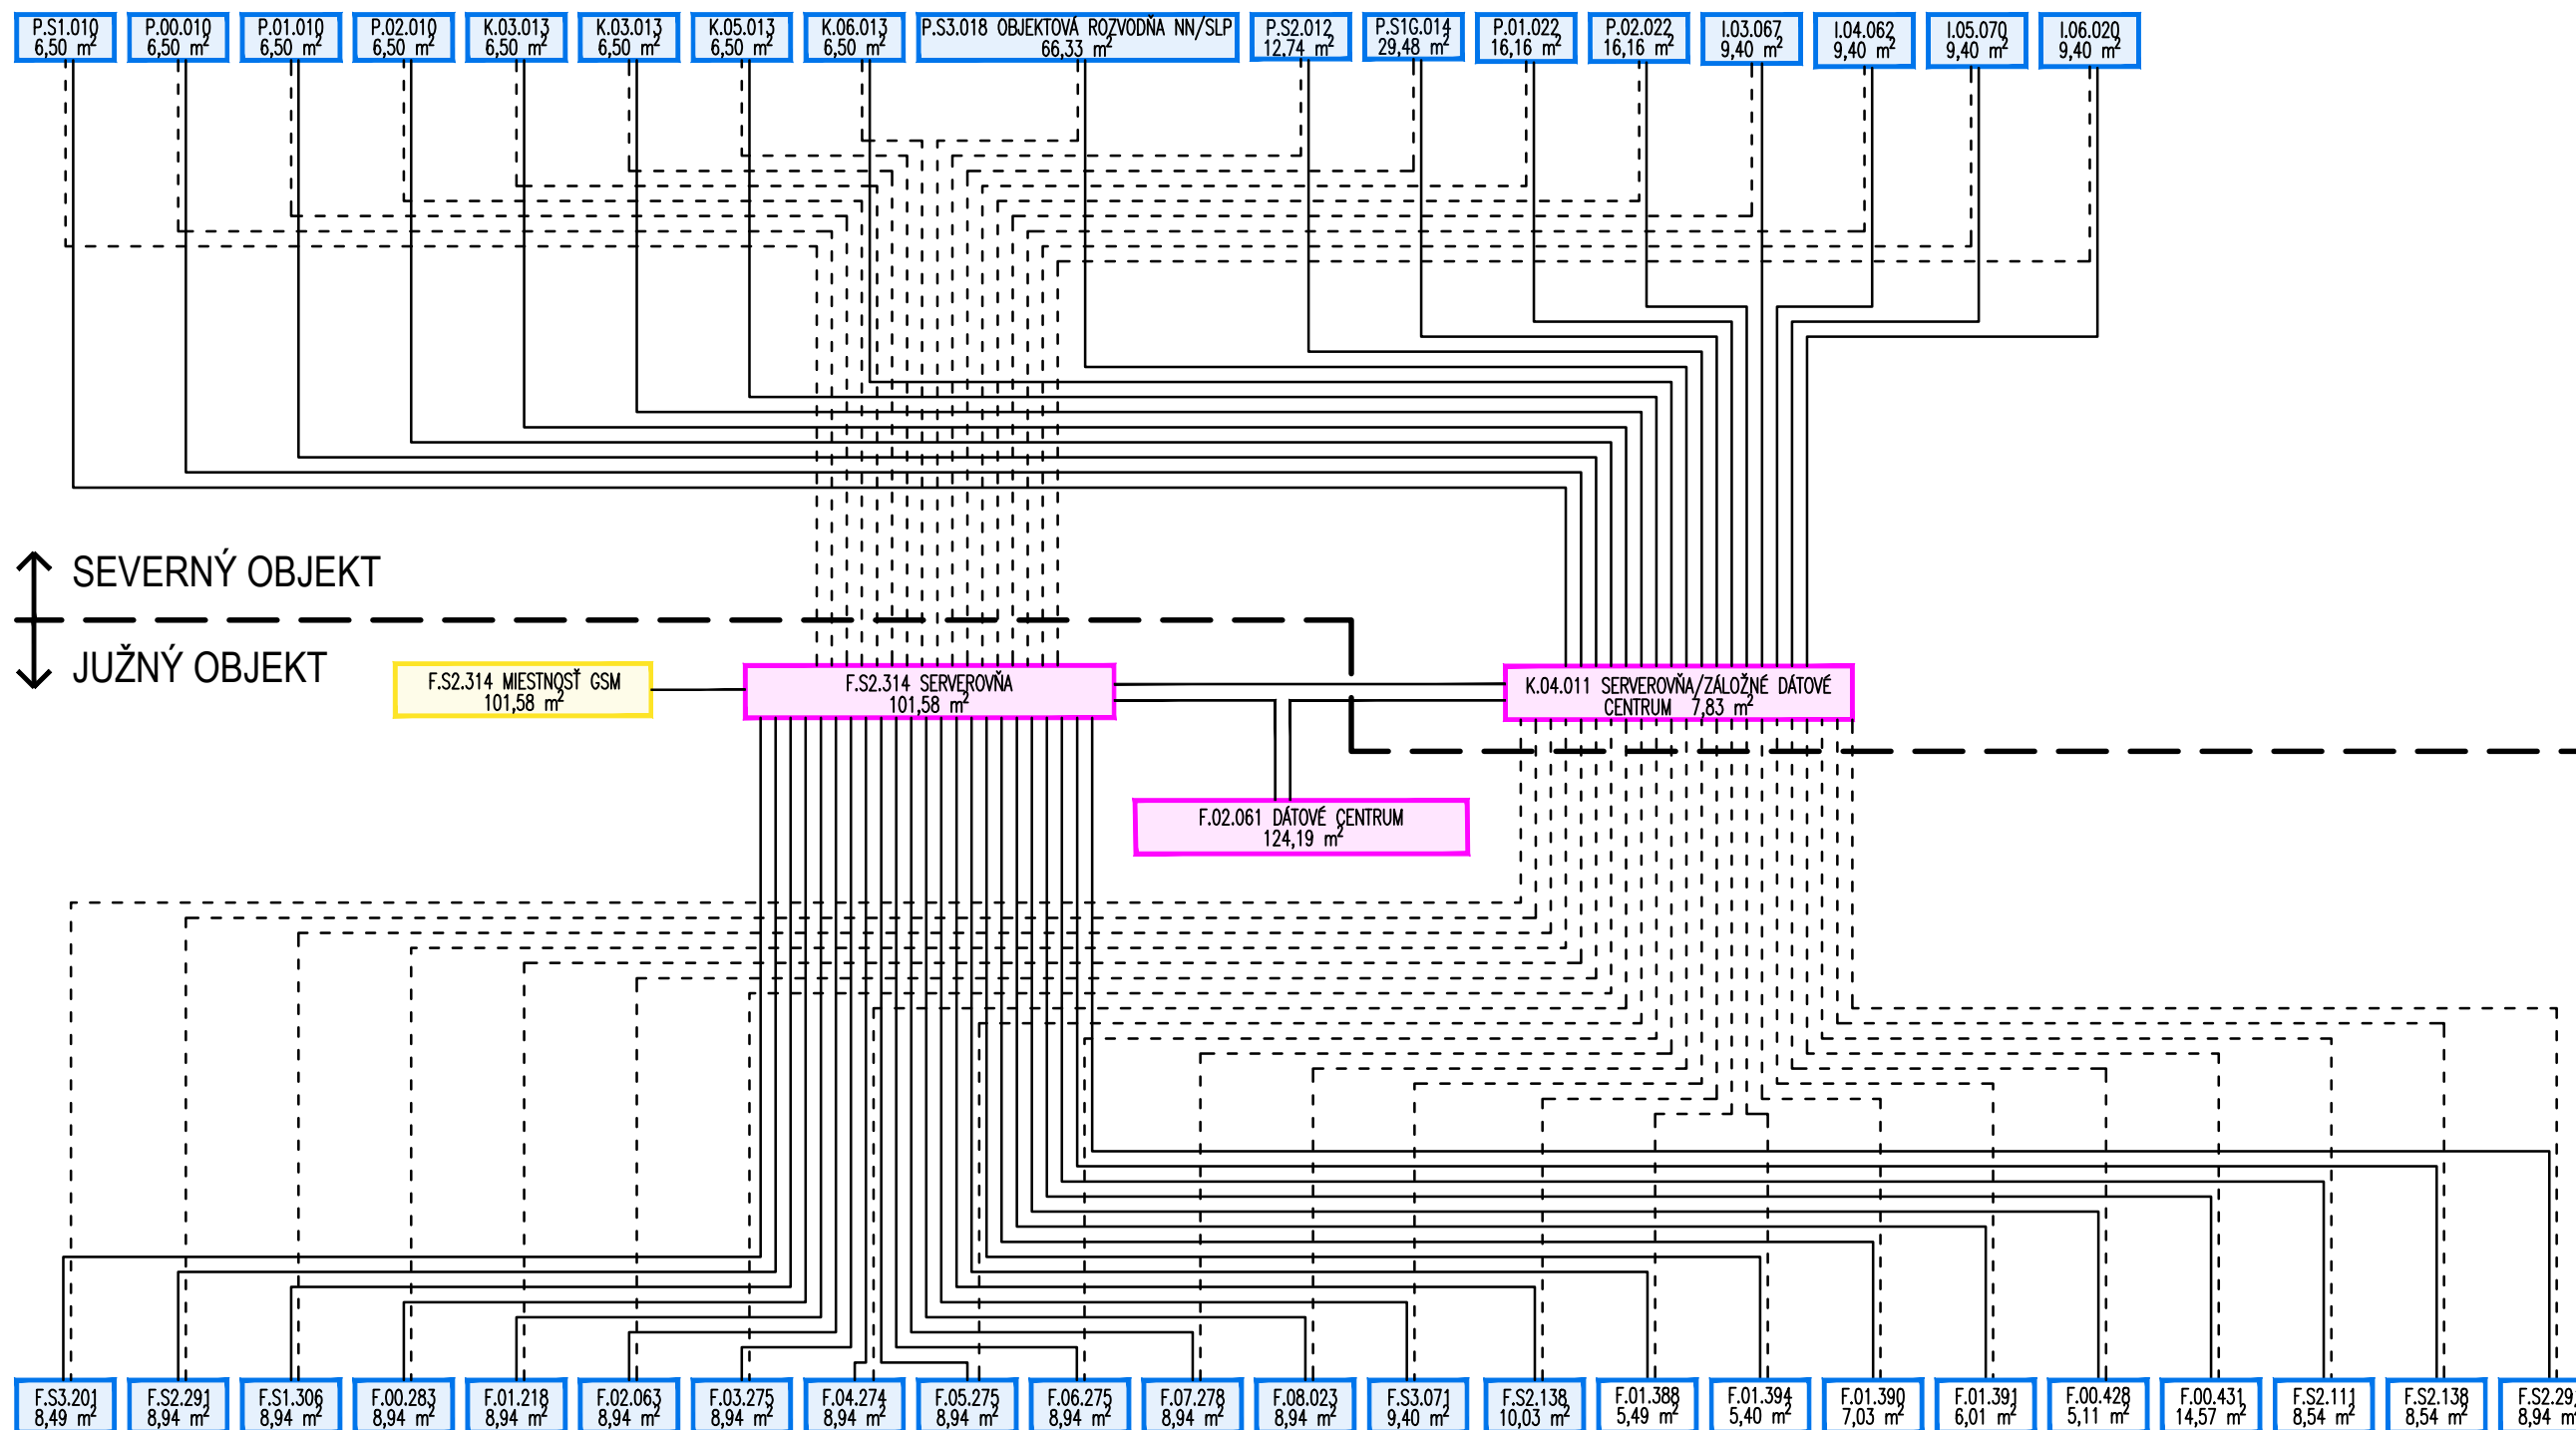 P.S1.010
6,50 m²
P.00.010
6,50 m²
P.01.010
6,50 m²
P.02.010
6,50 m²
K.03.013
6,50 m²
K.03.013
6,50 m²
K.05.013
6,50 m²
K.06.013
6,50 m²
P.S3.018 OBJEKTOVÁ ROZVODŇA NN/SLP
66,33 m²
P.S2.012
12,74 m²
P.S1G.014
29,48 m²
P.01.022
16,16 m²
P.02.022
16,16 m²
I.03.067
9,40 m²
I.04.062
9,40 m²
I.05.070
9,40 m²
I.06.020
9,40 m²
SEVERNÝ OBJEKT
JUŽNÝ OBJEKT
F.S2.314 MIESTNOSŤ GSM
101,58 m²
F.S2.314 SERVEROVŇA
101,58 m²
K.04.011 SERVEROVŇA/ZÁLOŽNÉ DÁTOVÉ
CENTRUM 7,83 m²
F.02.061 DÁTOVÉ CENTRUM
124,19 m²
F.S3.201
8,49 m²
F.S2.291
8,94 m²
F.S1.306
8,94 m²
F.00.283
8,94 m²
F.01.218
8,94 m²
F.02.063
8,94 m²
F.03.275
8,94 m²
F.04.274
8,94 m²
F.05.275
8,94 m²
F.06.275
8,94 m²
F.07.278
8,94 m²
F.08.023
8,94 m²
F.S3.071
9,40 m²
F.S2.138
10,03 m²
F.01.388
5,49 m²
F.01.394
5,40 m²
F.01.390
7,03 m²
F.01.391
6,01 m²
F.00.428
5,11 m²
F.00.431
14,57 m²
F.S2.111
8,54 m²
F.S2.138
8,54 m²
F.S2.29
8,94 m²